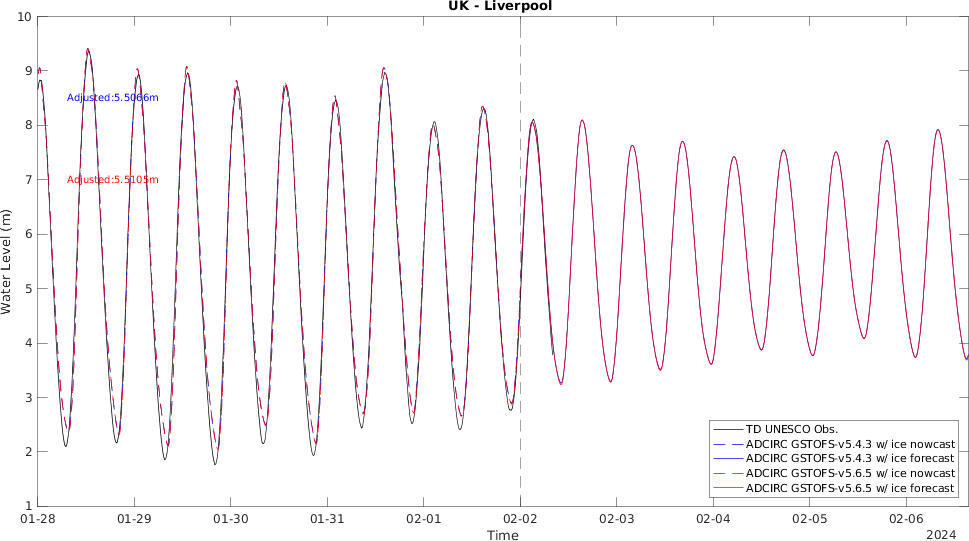 UK - Liverpool
10
9
8
7
6
5
4
3
2
1
Water Level (m)
Adjusted:5.5066m
Adjusted:5.5105m
TD UNESCO Obs.
ADCIRC GSTOFS-v5.4.3 w/ ice nowcast
ADCIRC GSTOFS-v5.4.3 w/ ice forecast
ADCIRC GSTOFS-v5.6.5 w/ ice nowcast
ADCIRC GSTOFS-v5.6.5 w/ ice forecast
01-28 01-29 01-30 01-31 02-01 02-02 02-03 02-04 02-05 02-06
Time
2024